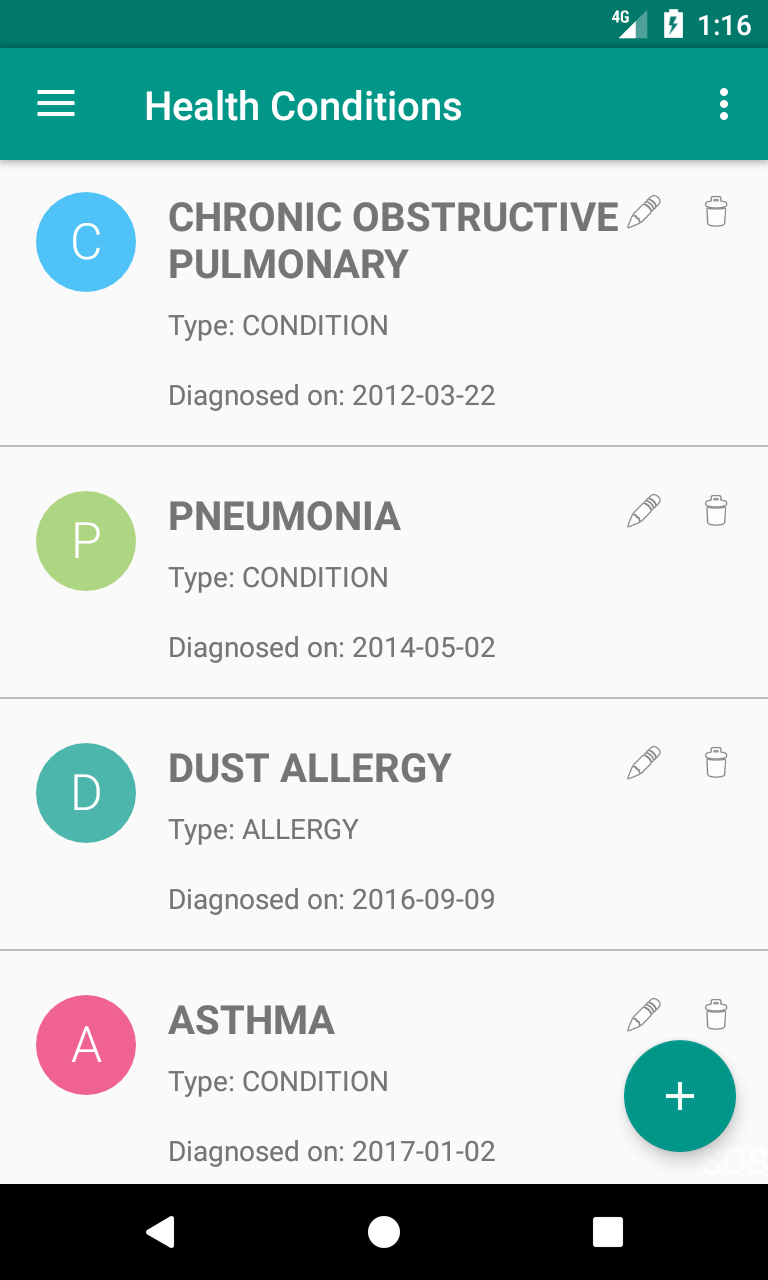 4G 1:16
Health Conditions
C
CHRONIC OBSTRUCTIVE
PULMONARY
Type: CONDITION
Diagnosed on: 2012-03-22
P
PNEUMONIA
Type: CONDITION
Diagnosed on: 2014-05-02
D
DUST ALLERGY
Type: ALLERGY
Diagnosed on: 2016-09-09
A
ASTHMA
Type: CONDITION
Diagnosed on: 2017-01-02
SOS